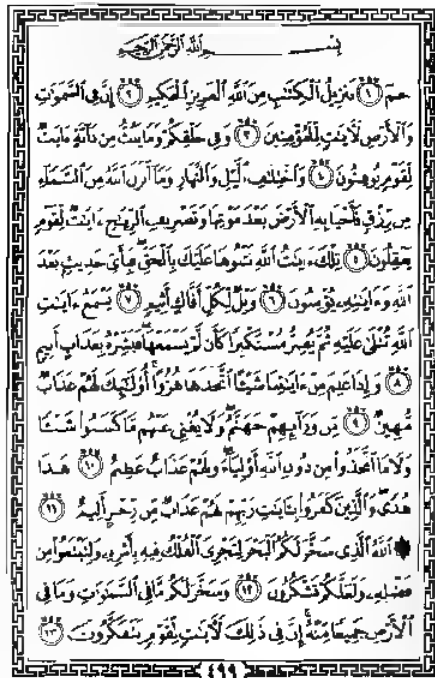 بِسْمِ اللَّهِ الرَّحْمَٰنِ الرَّحِيمِ
حمٓ ١ تَنزِيلُ الْكِتَٰبِ مِنَ اللَّهِ الْعَزِيزِ الْحَكِيمِ ٢ إِنَّ فِي السَّمَٰوَٰتِ
وَالْأَرْضِ لَأَيَٰتٍ لِّلْمُؤْمِنِينَ ٣ وَفِي خَلْقِكُمْ وَمَا يَبُثُّ مِن دَآبَّةٍ ءَايَٰتٌ
لِّقَوْمٍ يُوقِنُونَ ٤ وَاخْتِلَٰفِ الَّيْلِ وَالنَّهَارِ وَمَآ أَنزَلَ اللَّهُ مِنَ السَّمَآءِ
مِن رِّزْقٍ فَأَحْيَا بِهِ الْأَرْضَ بَعْدَ مَوْتِهَا وَتَصْرِيفِ الرِّيَٰحِ ءَايَٰتٌ لِّقَوْمٍ
يَعْقِلُونَ ٥ تِلْكَ ءَايَٰتُ اللَّهِ نَتْلُوهَا عَلَيْكَ بِالْحَقِّ فَبِأَيِّ حَدِيثٍ بَعْدَ
اللَّهِ وَءَايَٰتِهِ يُؤْمِنُونَ ٦ وَيْلٌ لِّكُلِّ أَفَّاكٍ أَثِيمٍ ٧ يَسْمَعُ ءَايَٰتِ
اللَّهِ تُتْلَىٰ عَلَيْهِ ثُمَّ يُصِرُّ مُسْتَكْبِرًا كَأَن لَّمْ يَسْمَعْهَا فَبَشِّرْهُ بِعَذَابٍ أَلِيمٍ
٨ وَإِذَا عَلِمَ مِنْ ءَايَٰتِنَا شَيْـًٔا اتَّخَذَهَا هُزُوًا أُو۟لَٰٓئِكَ لَهُمْ عَذَابٌ
مُّهِينٌ ٩ مِّن وَرَآئِهِمْ جَهَنَّمُ وَلَا يُغْنِي عَنْهُم مَّا كَسَبُوا شَيْـًٔا
وَلَا مَا اتَّخَذُوا مِن دُونِ اللَّهِ أَوْلِيَآءَ وَلَهُمْ عَذَابٌ عَظِيمٌ ١٠ هَٰذَا
هُدًى وَالَّذِينَ كَفَرُوا بِـَٔايَٰتِ رَبِّهِمْ لَهُمْ عَذَابٌ مِّن رِّجْزٍ أَلِيمٌ ١١
۞ اللَّهُ الَّذِي سَخَّرَ لَكُمُ الْبَحْرَ لِتَجْرِيَ الْفُلْكُ فِيهِ بِأَمْرِهِ وَلِتَبْتَغُوا مِن
فَضْلِهِ وَلَعَلَّكُمْ تَشْكُرُونَ ١٢ وَسَخَّرَ لَكُم مَّا فِي السَّمَٰوَٰتِ وَمَا فِي
الْأَرْضِ جَمِيعًا مِّنْهُ إِنَّ فِي ذَٰلِكَ لَأَيَٰتٍ لِّقَوْمٍ يَتَفَكَّرُونَ ١٣
٤٩٩